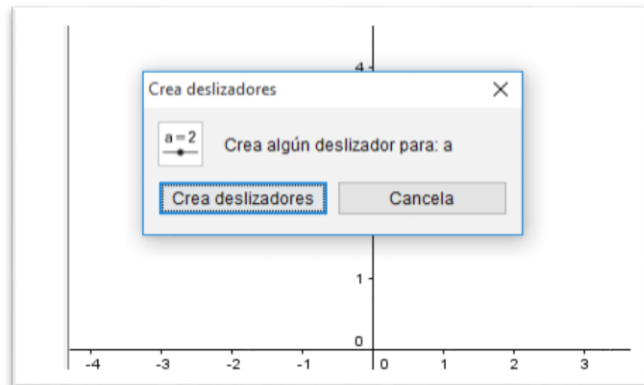 4
Crea deslizadores
a = 2
Crea algún deslizador para: a
Crea deslizadores Cancela
1
0
-4 -3 -2 -1 0 1 2 3